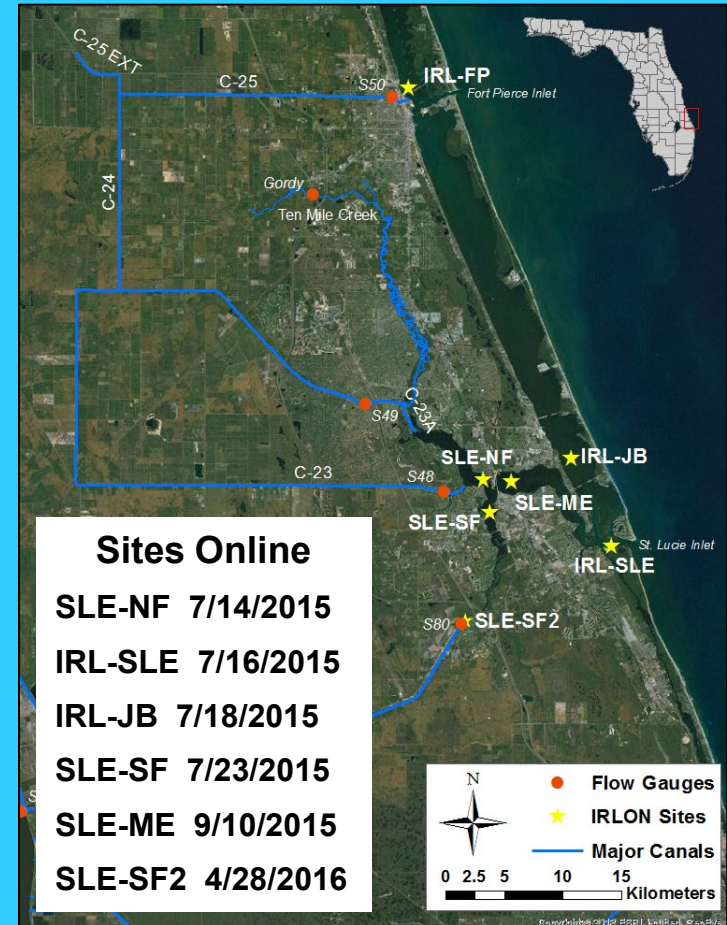 C-25 EXT
C-25
S50
IRL-FP
Fort Pierce Inlet
C-24
Gordy
Ten Mile Creek
S49
C-23A
C-23
S48
SLE-NF
IRL-JB
SLE-ME
SLE-SF
St. Lucie Inlet
IRL-SLE
S80
SLE-SF2
Sites Online
SLE-NF 7/14/2015
IRL-SLE 7/16/2015
IRL-JB 7/18/2015
SLE-SF 7/23/2015
SLE-ME 9/10/2015
SLE-SF2 4/28/2016
N
Flow Gauges
IRLON Sites
Major Canals
0 2.5 5 10 15
Kilometers